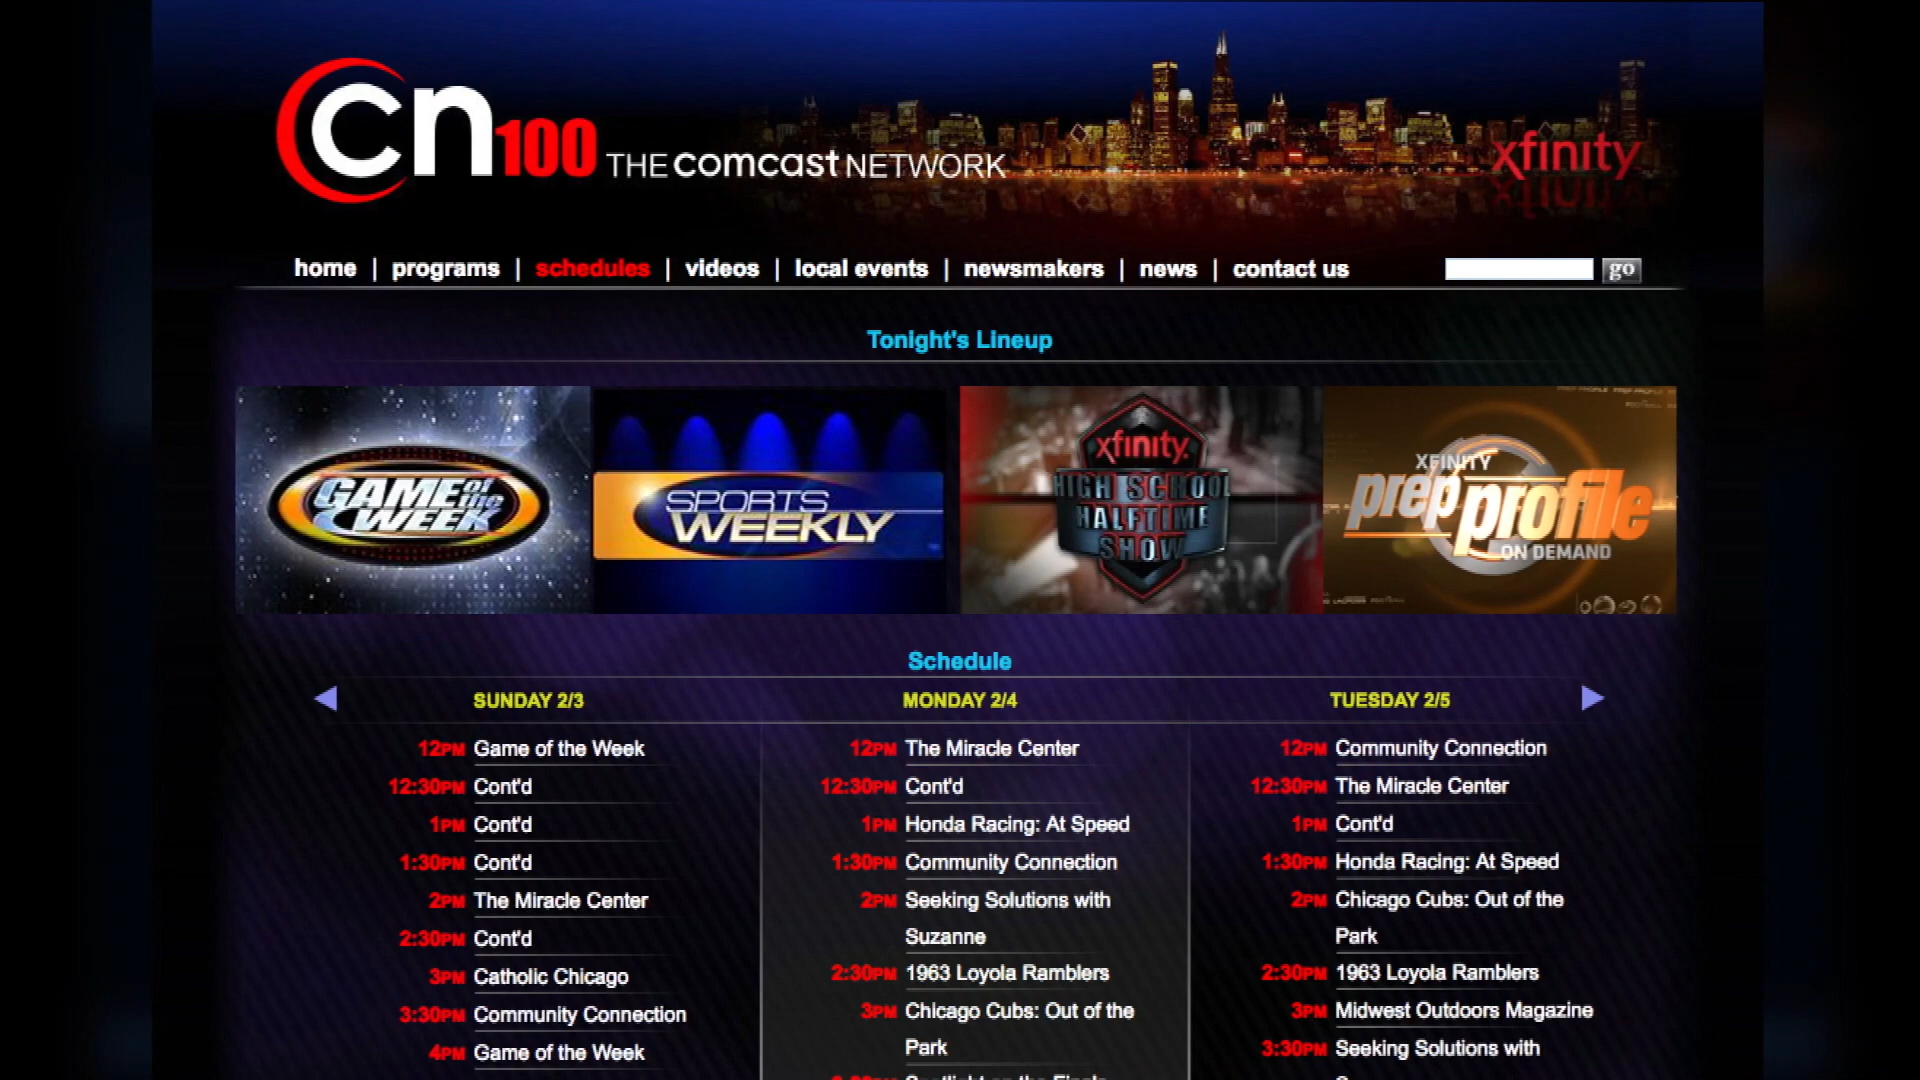 cn100 THE comcast NETWORK
xfinity
home | programs | schedules | videos | local events | newsmakers | news | contact us
go
Tonight's Lineup
GAME of the WEEK
SPORTS WEEKLY
xfinity
HIGH SCHOOL
HALFTIME
SHOW
XFINITY
prep profile
ON DEMAND
Schedule
SUNDAY 2/3
12PM Game of the Week
12:30PM Cont'd
1PM Cont'd
1:30PM Cont'd
2PM The Miracle Center
2:30PM Cont'd
3PM Catholic Chicago
3:30PM Community Connection
4PM Game of the Week
MONDAY 2/4
12PM The Miracle Center
12:30PM Cont'd
1PM Honda Racing: At Speed
1:30PM Community Connection
2PM Seeking Solutions with
Suzanne
2:30PM 1963 Loyola Ramblers
3PM Chicago Cubs: Out of the
Park
TUESDAY 2/5
12PM Community Connection
12:30PM The Miracle Center
1PM Cont'd
1:30PM Honda Racing: At Speed
2PM Chicago Cubs: Out of the
Park
2:30PM 1963 Loyola Ramblers
3PM Midwest Outdoors Magazine
3:30PM Seeking Solutions with